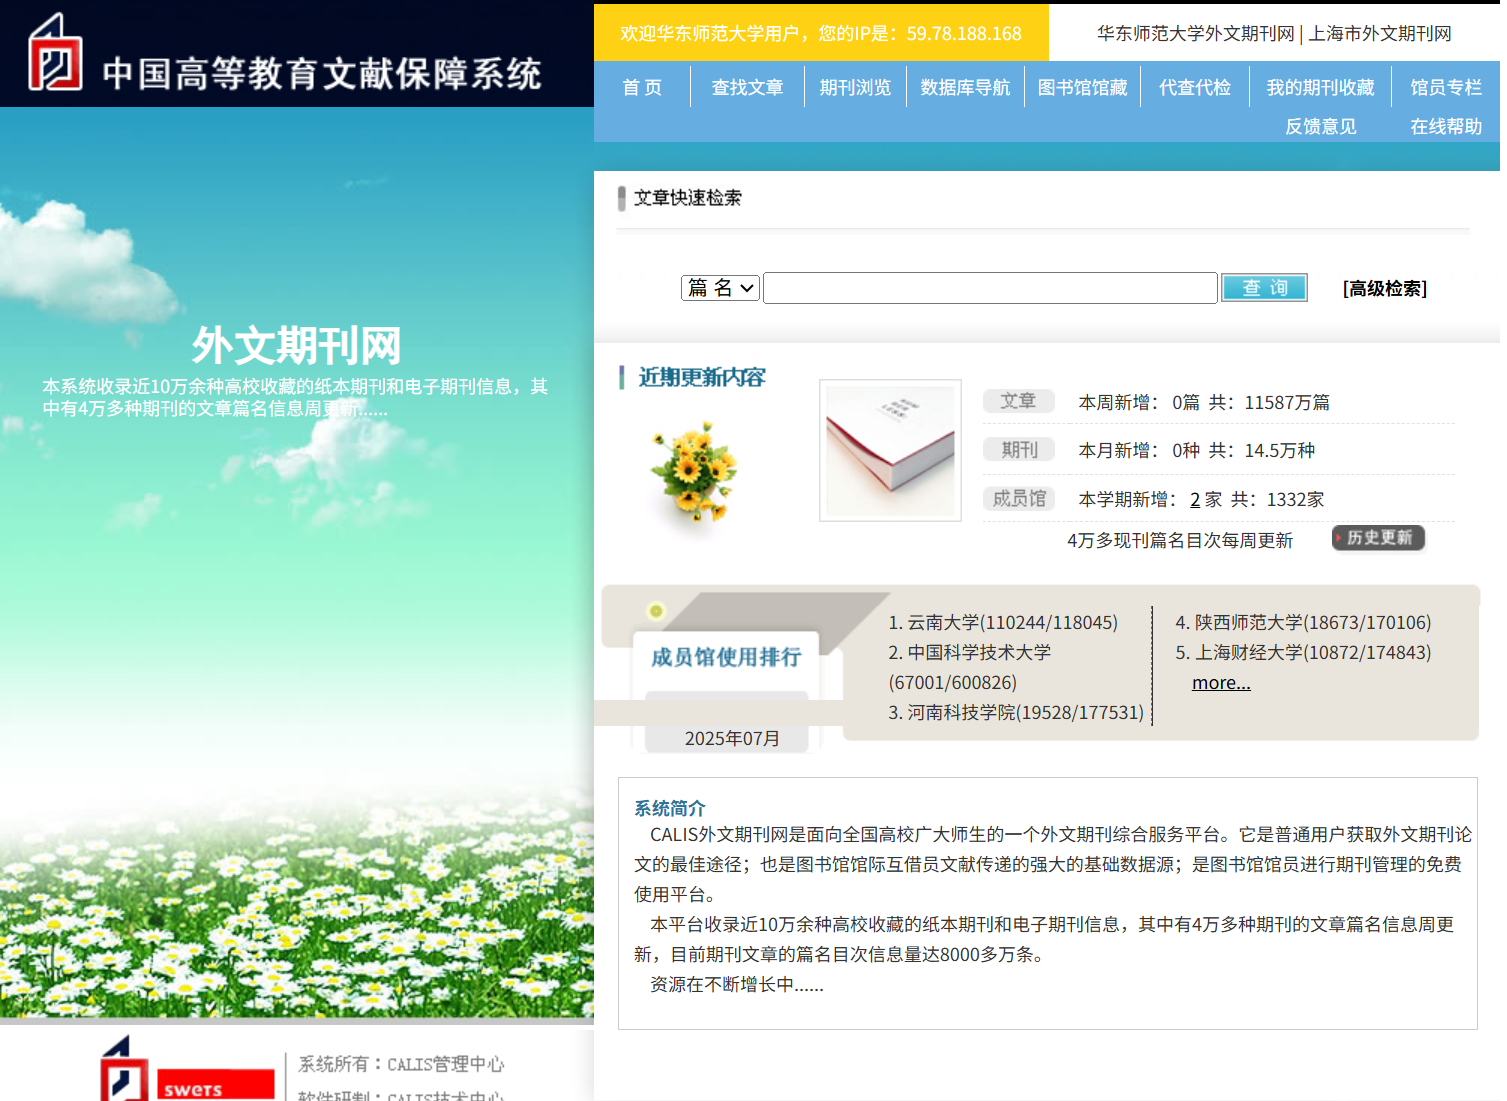 中国高等教育文献保障系统
欢迎华东师范大学用户，您的IP是：59.78.188.168
华东师范大学外文期刊网 | 上海市外文期刊网
首 页
查找文章
期刊浏览
数据库导航
图书馆馆藏
代查代检
我的期刊收藏
馆员专栏
反馈意见
在线帮助
外文期刊网
本系统收录近10万余种高校收藏的纸本期刊和电子期刊信息，其
中有4万多种期刊的文章篇名信息周更新......
文章快速检索
篇 名
查 询
[高级检索]
近期更新内容
文章
本周新增： 0篇 共：11587万篇
期刊
本月新增： 0种 共：14.5万种
成员馆
本学期新增： 2 家 共：1332家
4万多现刊篇名目次每周更新
历史更新
成员馆使用排行
2025年07月
1. 云南大学(110244/118045)
2. 中国科学技术大学
(67001/600826)
3. 河南科技学院(19528/177531)
4. 陕西师范大学(18673/170106)
5. 上海财经大学(10872/174843)
more...
系统简介
CALIS外文期刊网是面向全国高校广大师生的一个外文期刊综合服务平台。它是普通用户获取外文期刊论
文的最佳途径；也是图书馆馆际互借员文献传递的强大的基础数据源；是图书馆馆员进行期刊管理的免费
使用平台。
本平台收录近10万余种高校收藏的纸本期刊和电子期刊信息，其中有4万多种期刊的文章篇名信息周更
新，目前期刊文章的篇名目次信息量达8000多万条。
资源在不断增长中......
swets
系统所有：CALIS管理中心
软件研制：CALIS技术中心